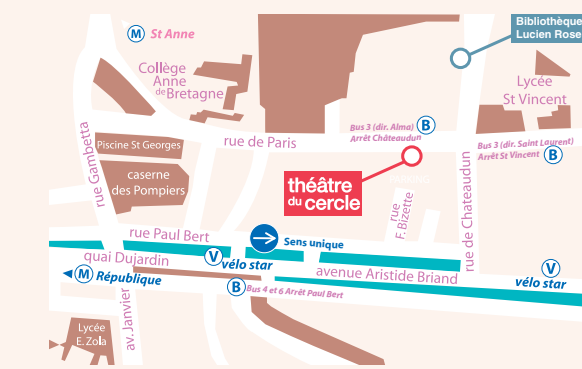 Bibliothèque
Lucien Rose
M St Anne
Collège
Anne
de Bretagne
Lycée
St Vincent
Bus 3 (dir. Alma) B
Arrêt Châteaudun
rue de Paris
Bus 3 (dir. Saint Laurent)
Arrêt St Vincent B
Piscine St Georges
rue Gambetta
caserne
des Pompiers
théâtre
du cercle
rue
F. Bizette
rue de Chateaudun
rue Paul Bert
Sens unique
quai Dujardin
V vélo star
avenue Aristide Briand
V
vélo star
M République
B Bus 4 et 6 Arrêt Paul Bert
av. Janvier
Lycée
E. Zola